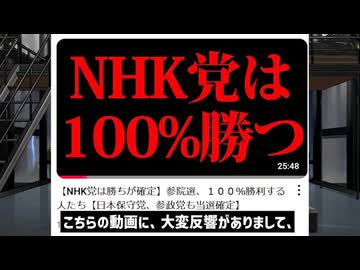 NHK党は
100%勝つ
25:48
【NHK党は勝ちが確定】参院選、１００％勝利する
人たち【日本保守党、参政党も当選確定】
こちらの動画に、大変反響がありまして、